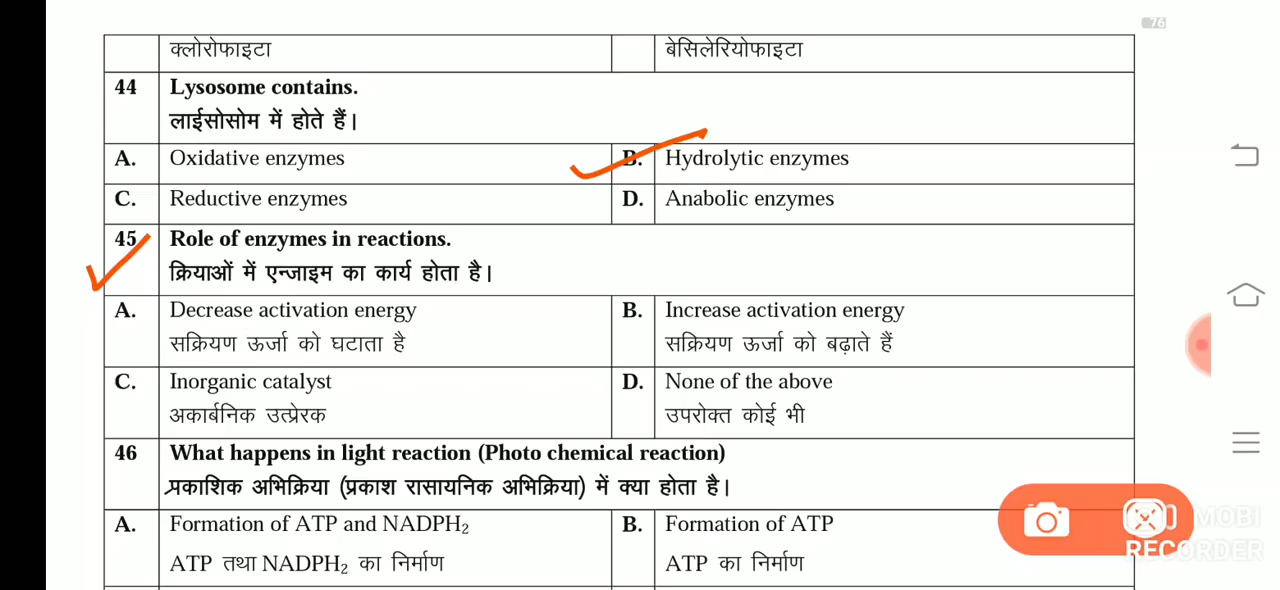 76
क्लोरोफाइटा बेसिलेरियोफाइटा
44 Lysosome contains.
लाईसोसोम में होते हैं।
A. Oxidative enzymes B. Hydrolytic enzymes
C. Reductive enzymes D. Anabolic enzymes
45 Role of enzymes in reactions.
क्रियाओं में एन्जाइम का कार्य होता है।
A. Decrease activation energy B. Increase activation energy
सक्रियण ऊर्जा को घटाता है सक्रियण ऊर्जा को बढ़ाते हैं
C. Inorganic catalyst D. None of the above
अकार्बनिक उत्प्रेरक उपरोक्त कोई भी
46 What happens in light reaction (Photo chemical reaction)
प्रकाशिक अभिक्रिया (प्रकाश रासायनिक अभिक्रिया) में क्या होता है।
A. Formation of ATP and NADPH₂ B. Formation of ATP
ATP तथा NADPH₂ का निर्माण ATP का निर्माण
MOBI
RECORDER